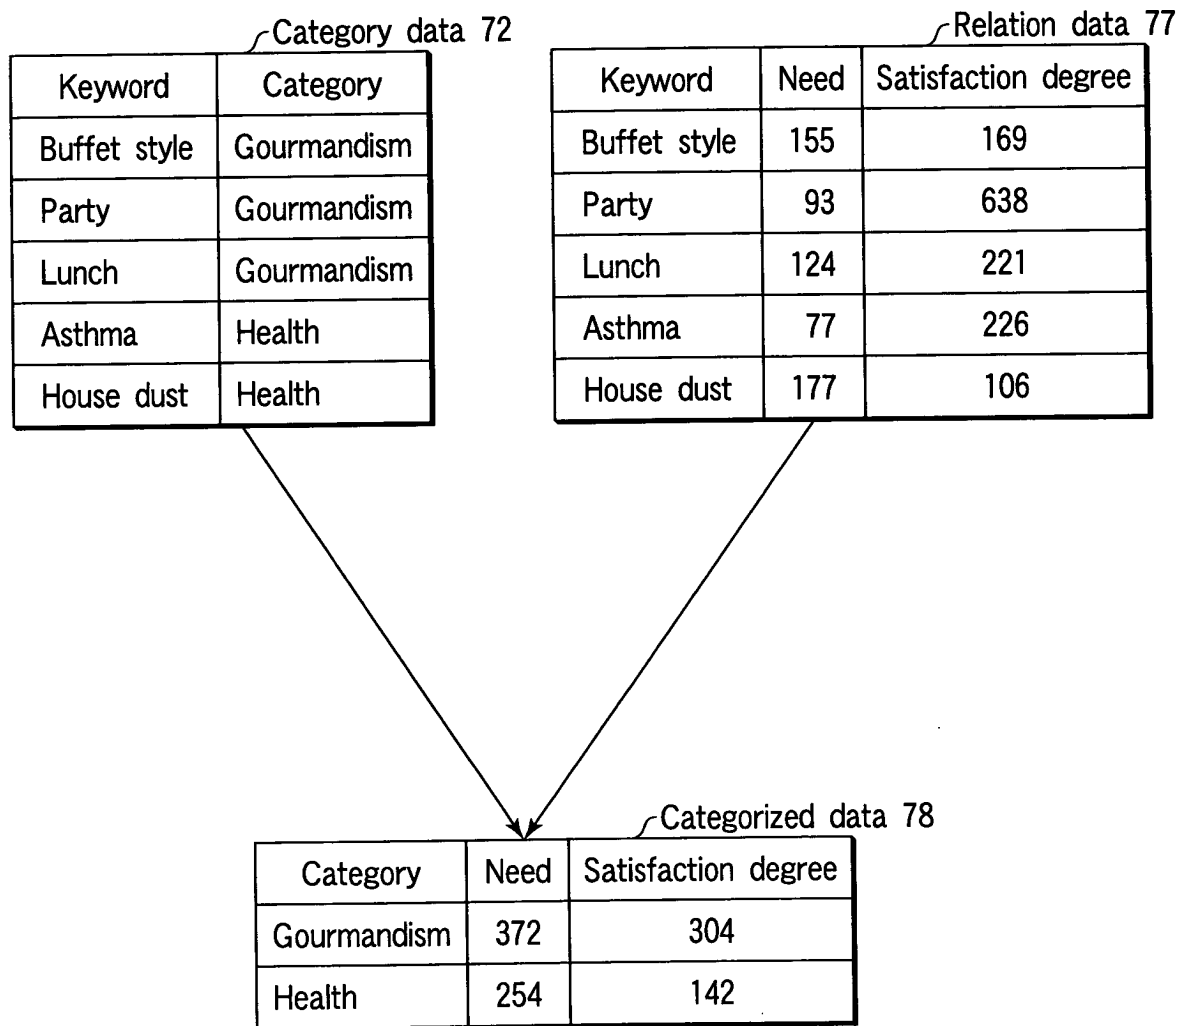 Category data 72
Keyword Category
Buffet style Gourmandism
Party Gourmandism
Lunch Gourmandism
Asthma Health
House dust Health
Relation data 77
Keyword Need Satisfaction degree
Buffet style 155 169
Party 93 638
Lunch 124 221
Asthma 77 226
House dust 177 106
Categorized data 78
Category Need Satisfaction degree
Gourmandism 372 304
Health 254 142